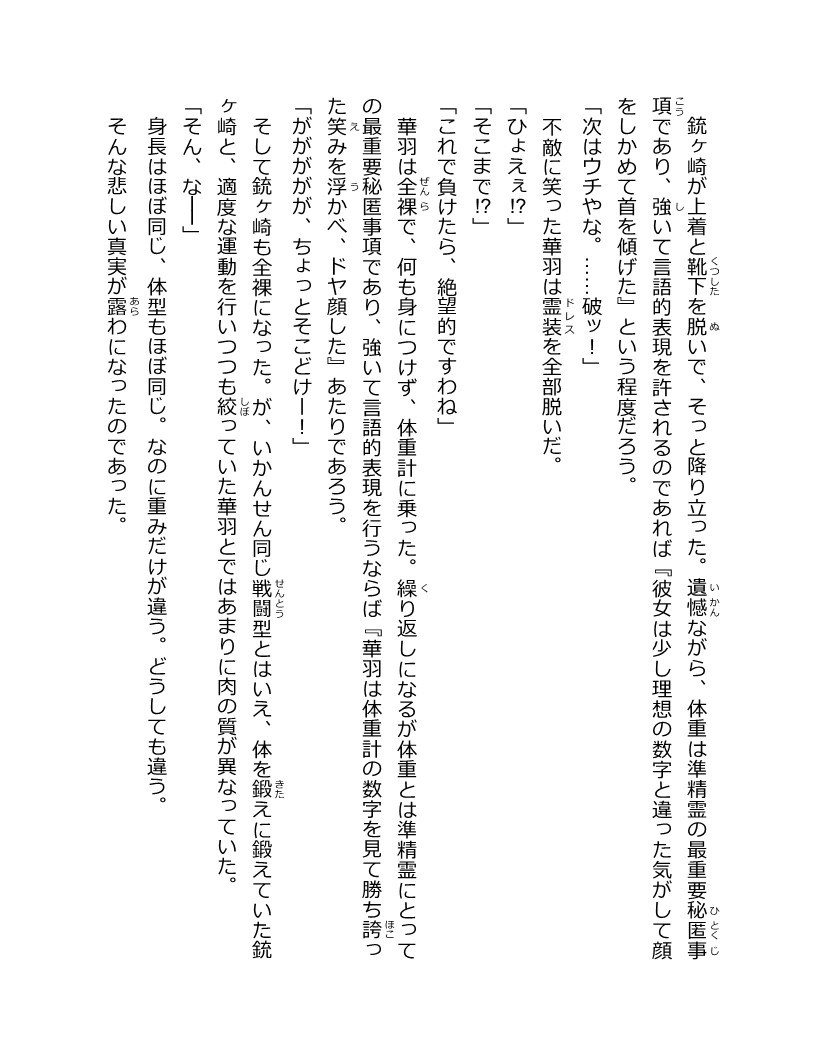 銃ヶ崎が上着と靴下を脱いで、そっと降り立った。遺憾ながら、体重は準精霊の最重要秘匿事
項であり、強いて言語的表現を許されるのであれば『彼女は少し理想の数字と違った気がして顔
をしかめて首を傾げた』という程度だろう。
「次はウチやな。……破ッ！」
不敵に笑った華羽は霊装を全部脱いだ。
「ひょえぇ!?」
「そこまで!?」
「これで負けたら、絶望的ですわね」
華羽は全裸で、何も身につけず、体重計に乗った。繰り返しになるが体重とは準精霊にとって
の最重要秘匿事項であり、強いて言語的表現を行うならば『華羽は体重計の数字を見て勝ち誇っ
た笑みを浮かべ、ドヤ顔した』あたりであろう。
「がががががが、ちょっとそこどけー！」
そして銃ヶ崎も全裸になった。が、いかんせん同じ戦闘型とはいえ、体を鍛えに鍛えていた銃
ヶ崎と、適度な運動を行いつつも絞っていた華羽とではあまりに肉の質が異なっていた。
「そん、な――」
身長はほぼ同じ、体型もほぼ同じ。なのに重みだけが違う。どうしても違う。
そんな悲しい真実が露わになったのであった。